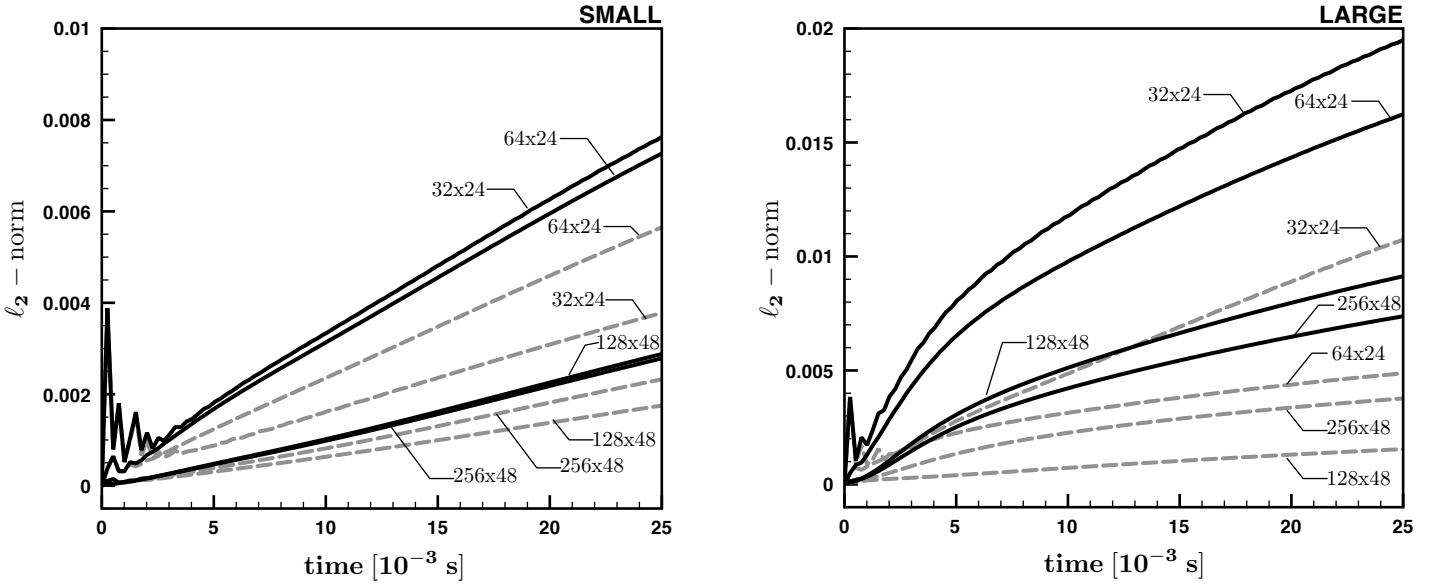 SMALL
0.01
0.008
0.006
0.004
0.002
0
ℓ₂ − norm
64x24
32x24
64x24
32x24
128x48
128x48
256x48
256x48
0 5 10 15 20 25
time [10⁻³ s]
LARGE
0.02
0.015
0.01
0.005
0
ℓ₂ − norm
32x24
64x24
32x24
256x48
128x48
64x24
256x48
128x48
0 5 10 15 20 25
time [10⁻³ s]